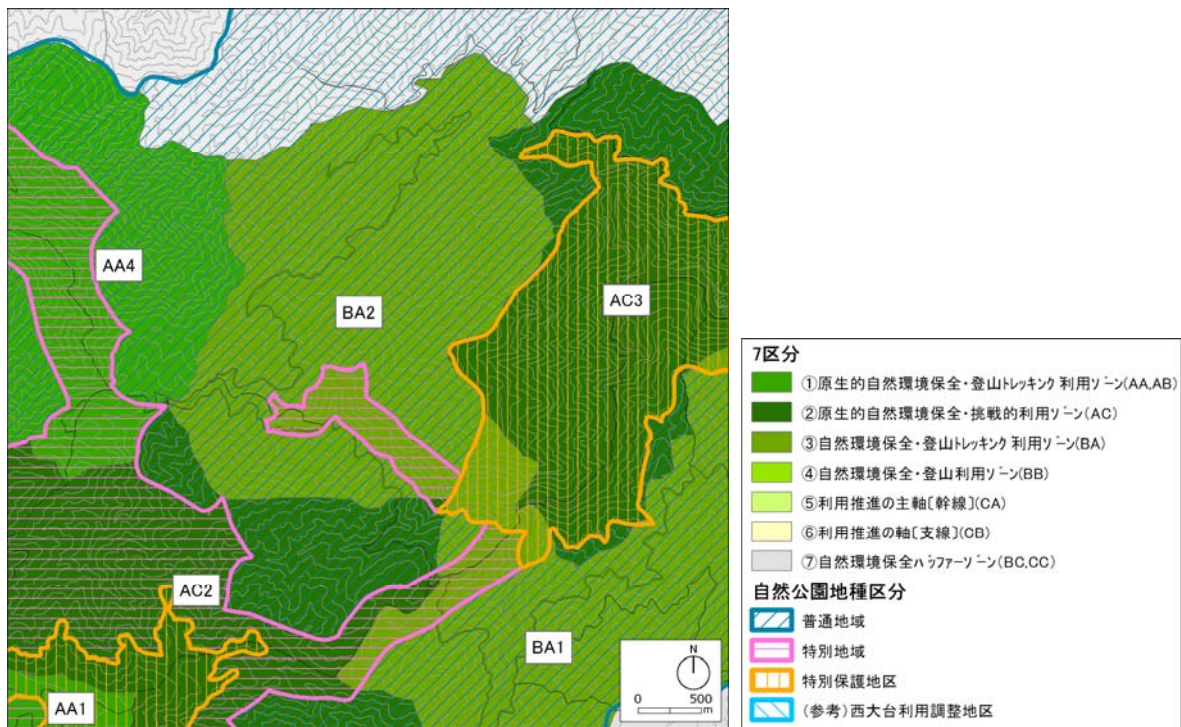 AA4
BA2
AC3
AC2
BA1
AA1
N
0 500
m
7区分
①原生的自然環境保全・登山トレッキング 利用ゾーン(AA,AB)
②原生的自然環境保全・挑戦的利用ゾーン(AC)
③自然環境保全・登山トレッキング 利用ゾーン(BA)
④自然環境保全・登山利用ゾーン(BB)
⑤利用推進の主軸[幹線](CA)
⑥利用推進の軸[支線](CB)
⑦自然環境保全バッファーゾーン(BC,CC)
自然公園地種区分
普通地域
特別地域
特別保護地区
(参考)西大台利用調整地区